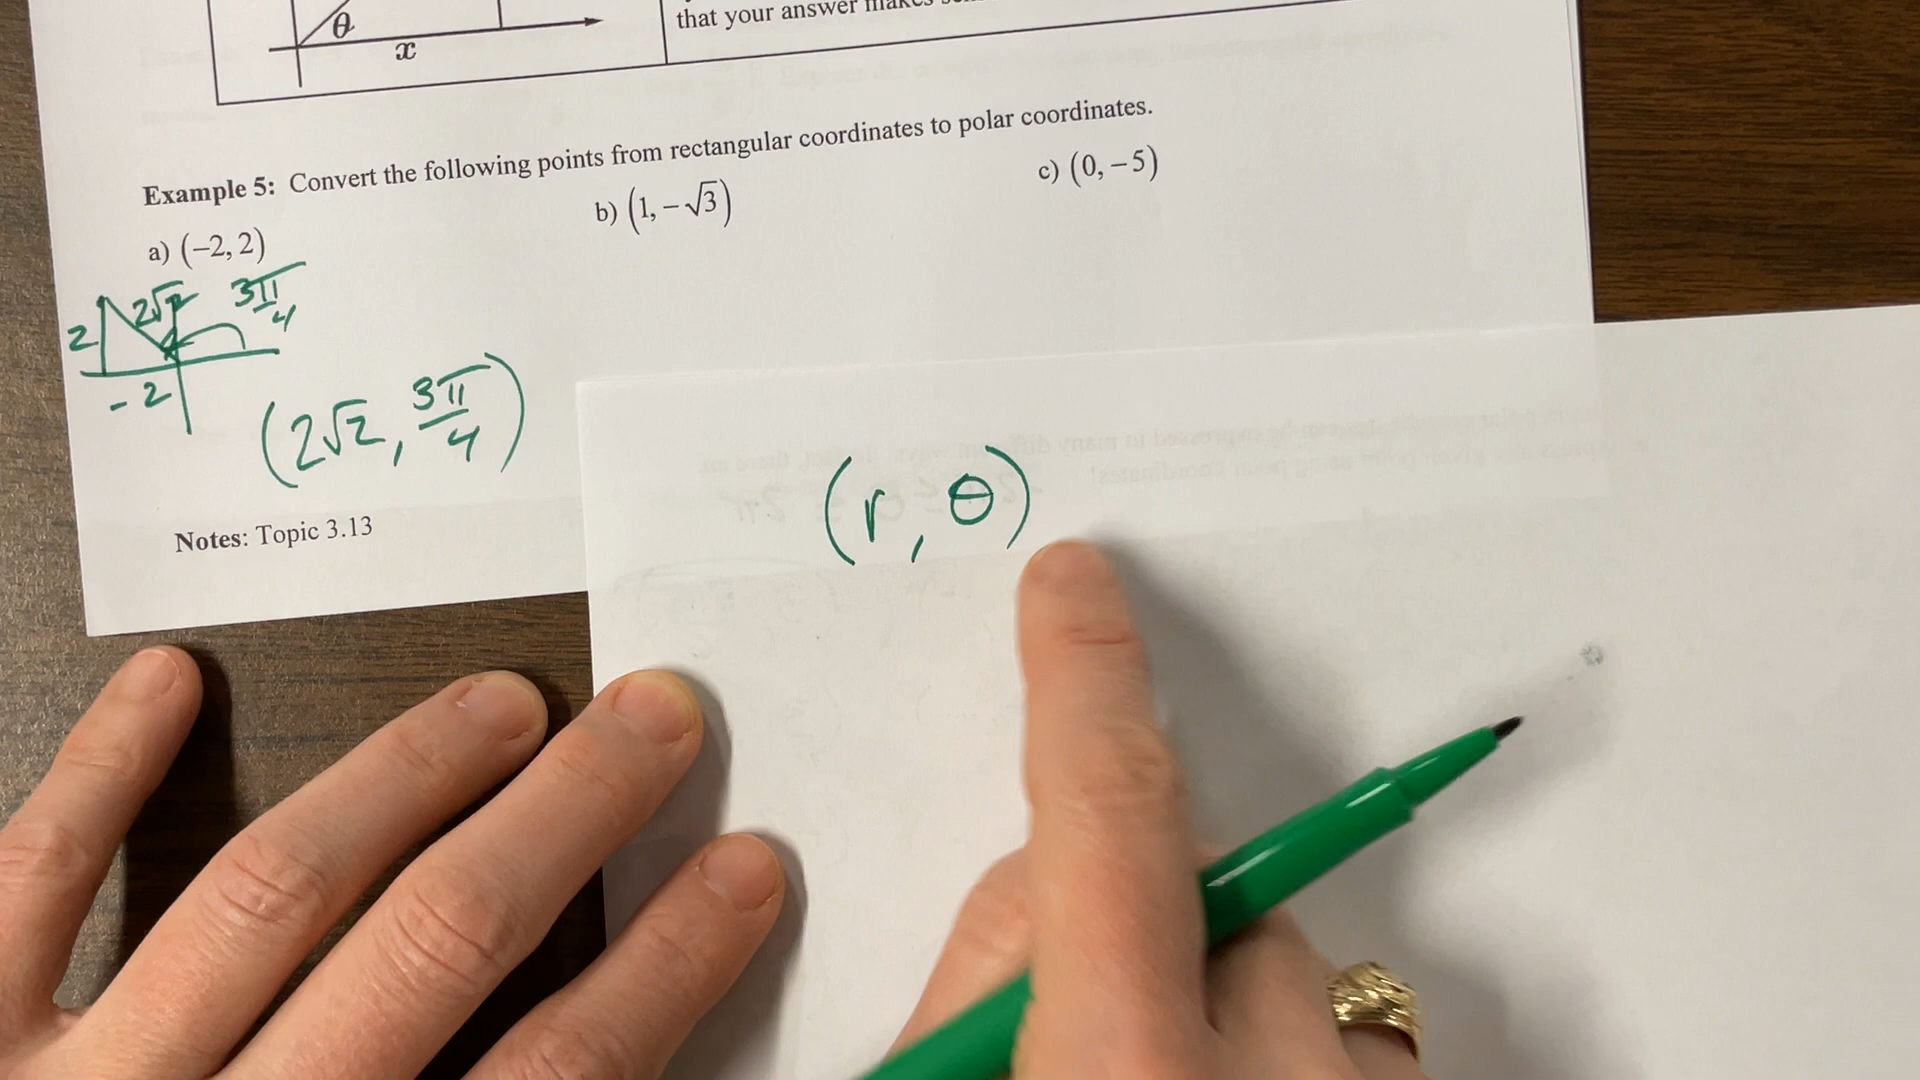 θ
x
that your answer makes
Example 5: Convert the following points from rectangular coordinates to polar coordinates.
a) (−2, 2)
b) (1, −√3)
c) (0, −5)
2
2√2
3π/4
-2
(2√2, 3π/4)
(r, θ)
Notes: Topic 3.13